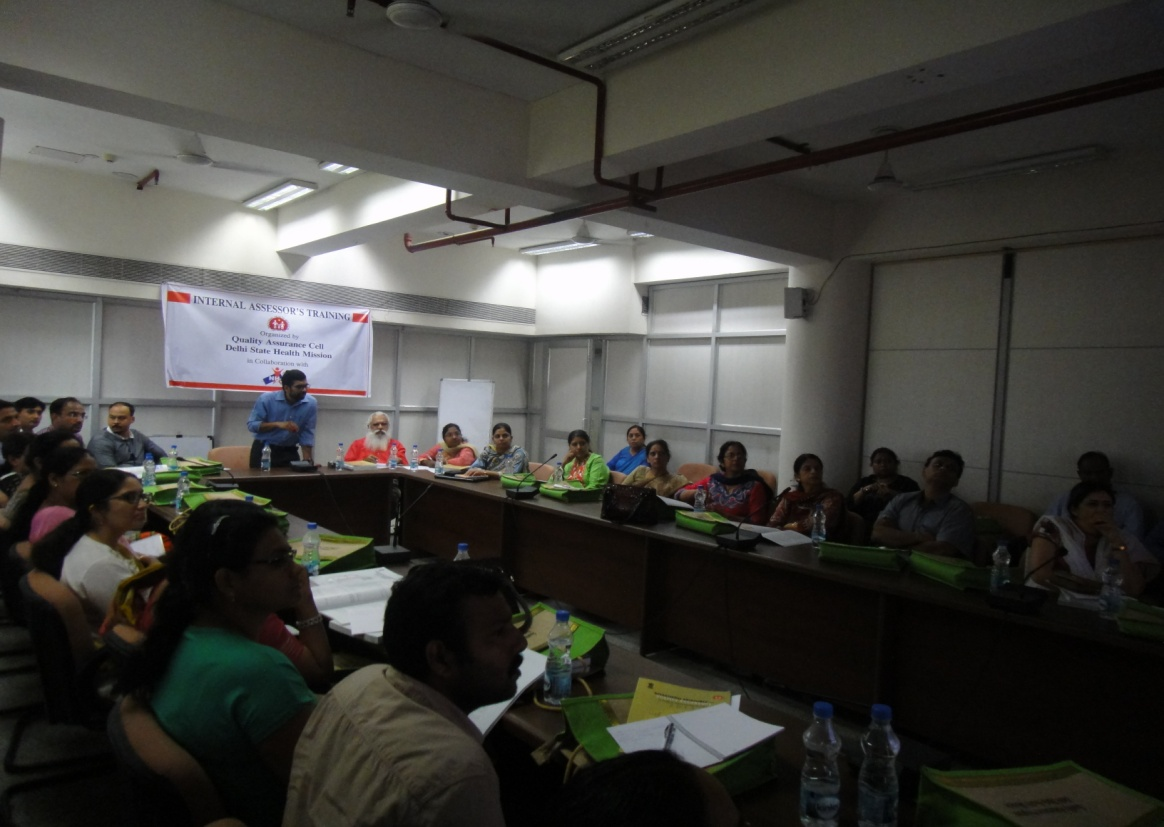 INTERNAL ASSESSOR'S TRAINING
Organized by
Quality Assurance Cell
Delhi State Health Mission
in Collaboration with